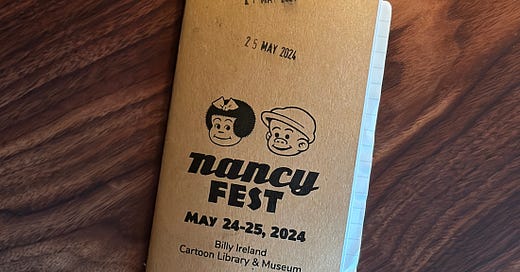 25 MAY 2024
nancy
FEST
MAY 24-25, 2024
Billy Ireland
Cartoon Library & Museum